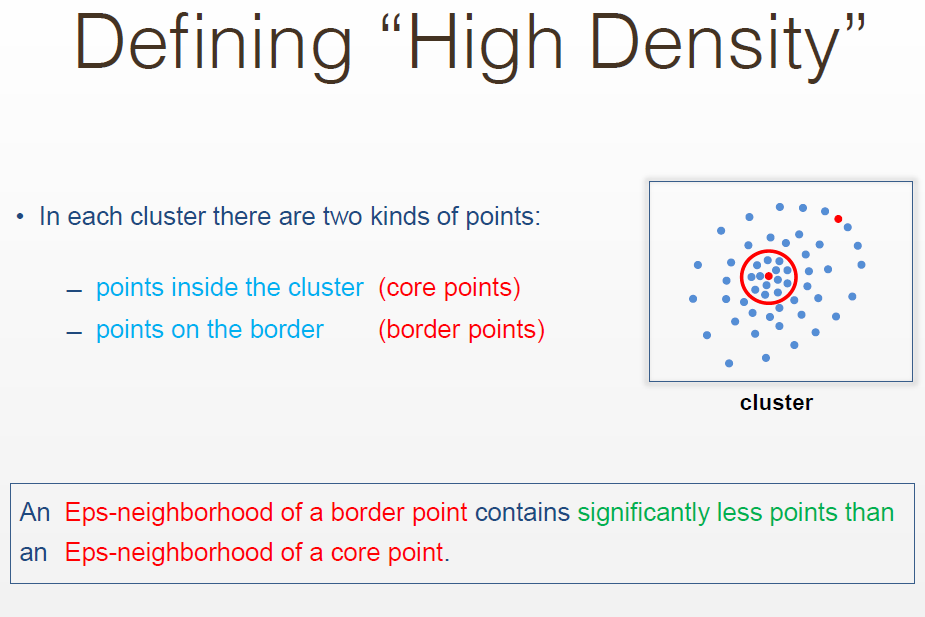 Defining “High Density”
• In each cluster there are two kinds of points:
– points inside the cluster (core points)
– points on the border (border points)
cluster
An Eps-neighborhood of a border point contains significantly less points than
an Eps-neighborhood of a core point.